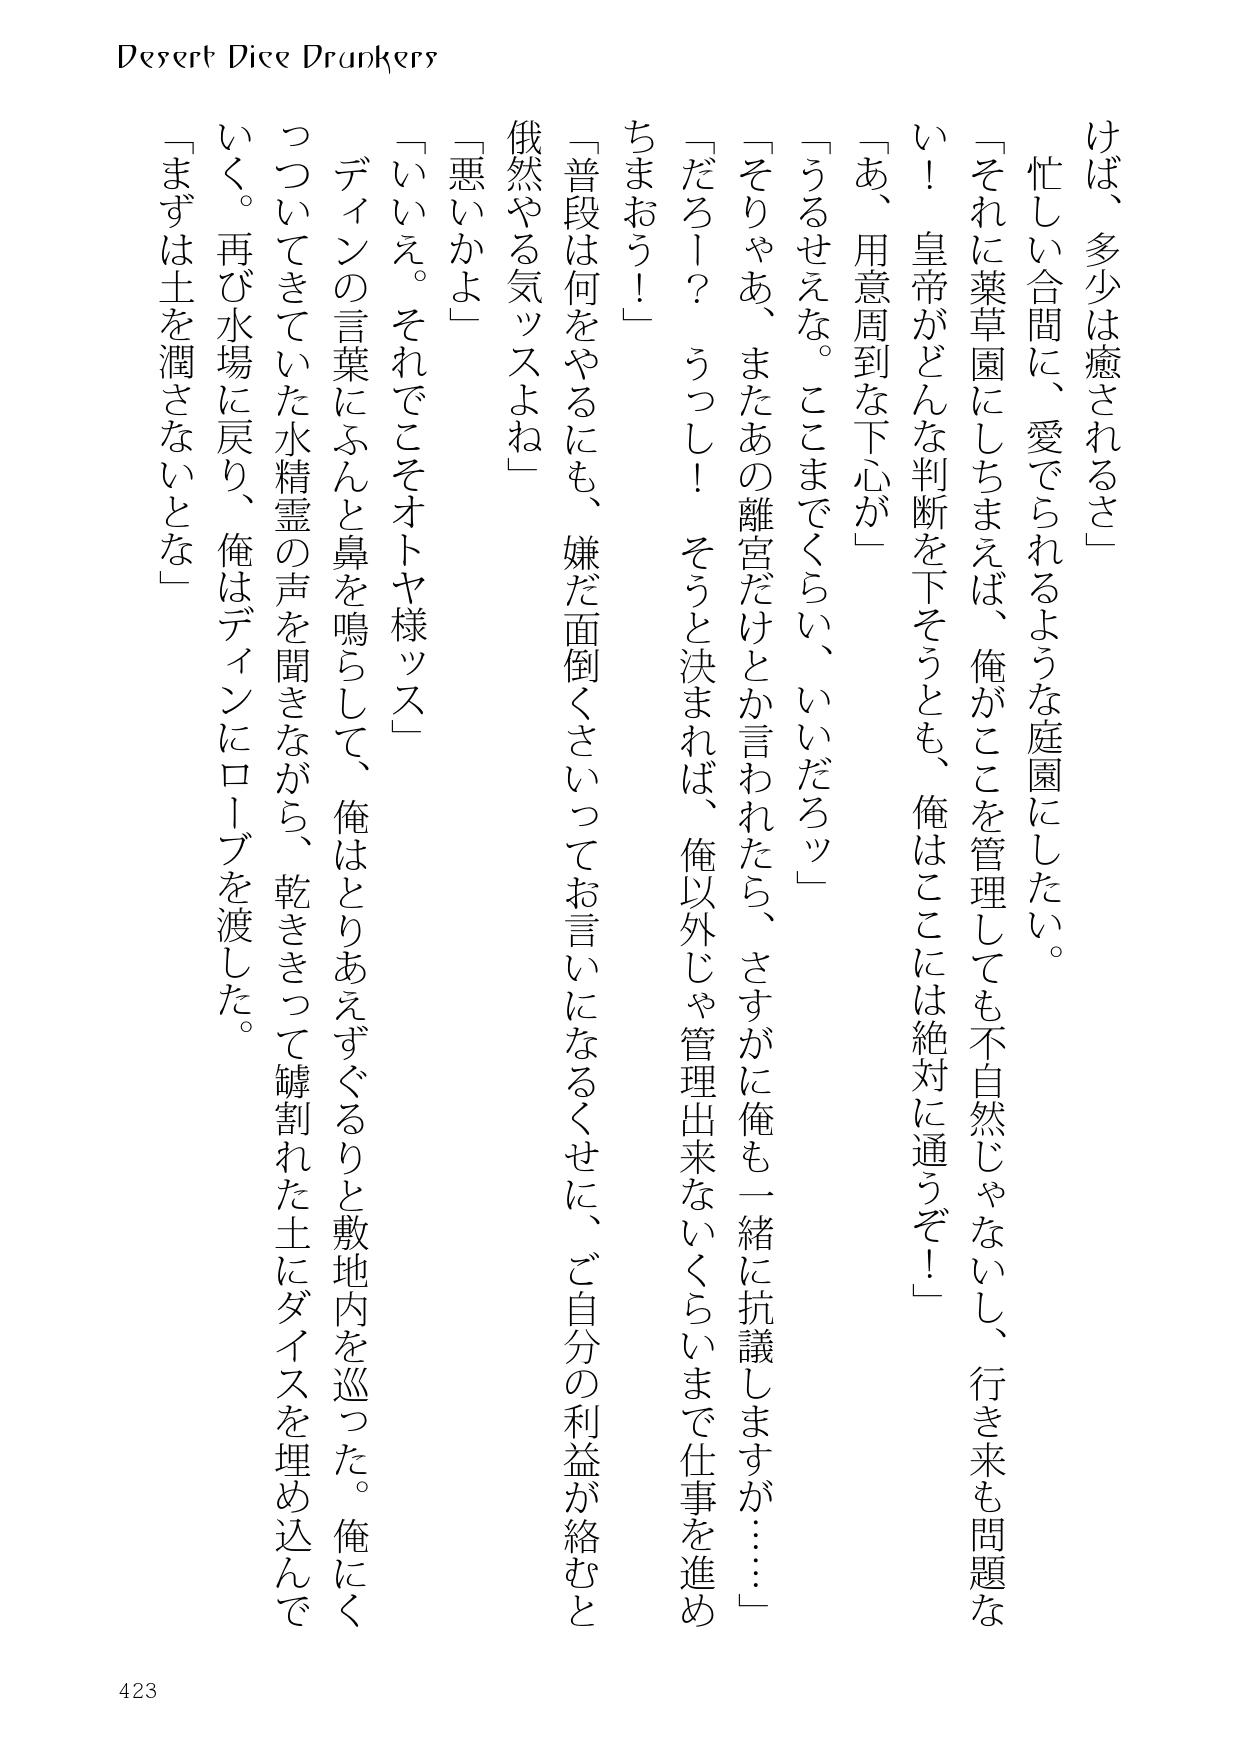 Desert Dice Drunkers
けば、多少は癒されるさ」
　忙しい合間に、愛でられるような庭園にしたい。
「それに薬草園にしちまえば、俺がここを管理しても不自然じゃないし、行き来も問題な
い！　皇帝がどんな判断を下そうとも、俺はここには絶対に通うぞ！」
「あ、用意周到な下心が」
「うるせえな。ここまでくらい、いいだろッ」
「そりゃあ、またあの離宮だけとか言われたら、さすがに俺も一緒に抗議しますが……」
「だろー？　うっし！　そうと決まれば、俺以外じゃ管理出来ないくらいまで仕事を進め
ちまおう！」
「普段は何をやるにも、嫌だ面倒くさいってお言いになるくせに、ご自分の利益が絡むと
俄然やる気ッスよね」
「悪いかよ」
「いいえ。それでこそオトヤ様ッス」
　ディンの言葉にふんと鼻を鳴らして、俺はとりあえずぐるりと敷地内を巡った。俺にく
っついてきていた水精霊の声を聞きながら、乾ききって罅割れた土にダイスを埋め込んで
いく。再び水場に戻り、俺はディンにローブを渡した。
「まずは土を潤さないとな」
423